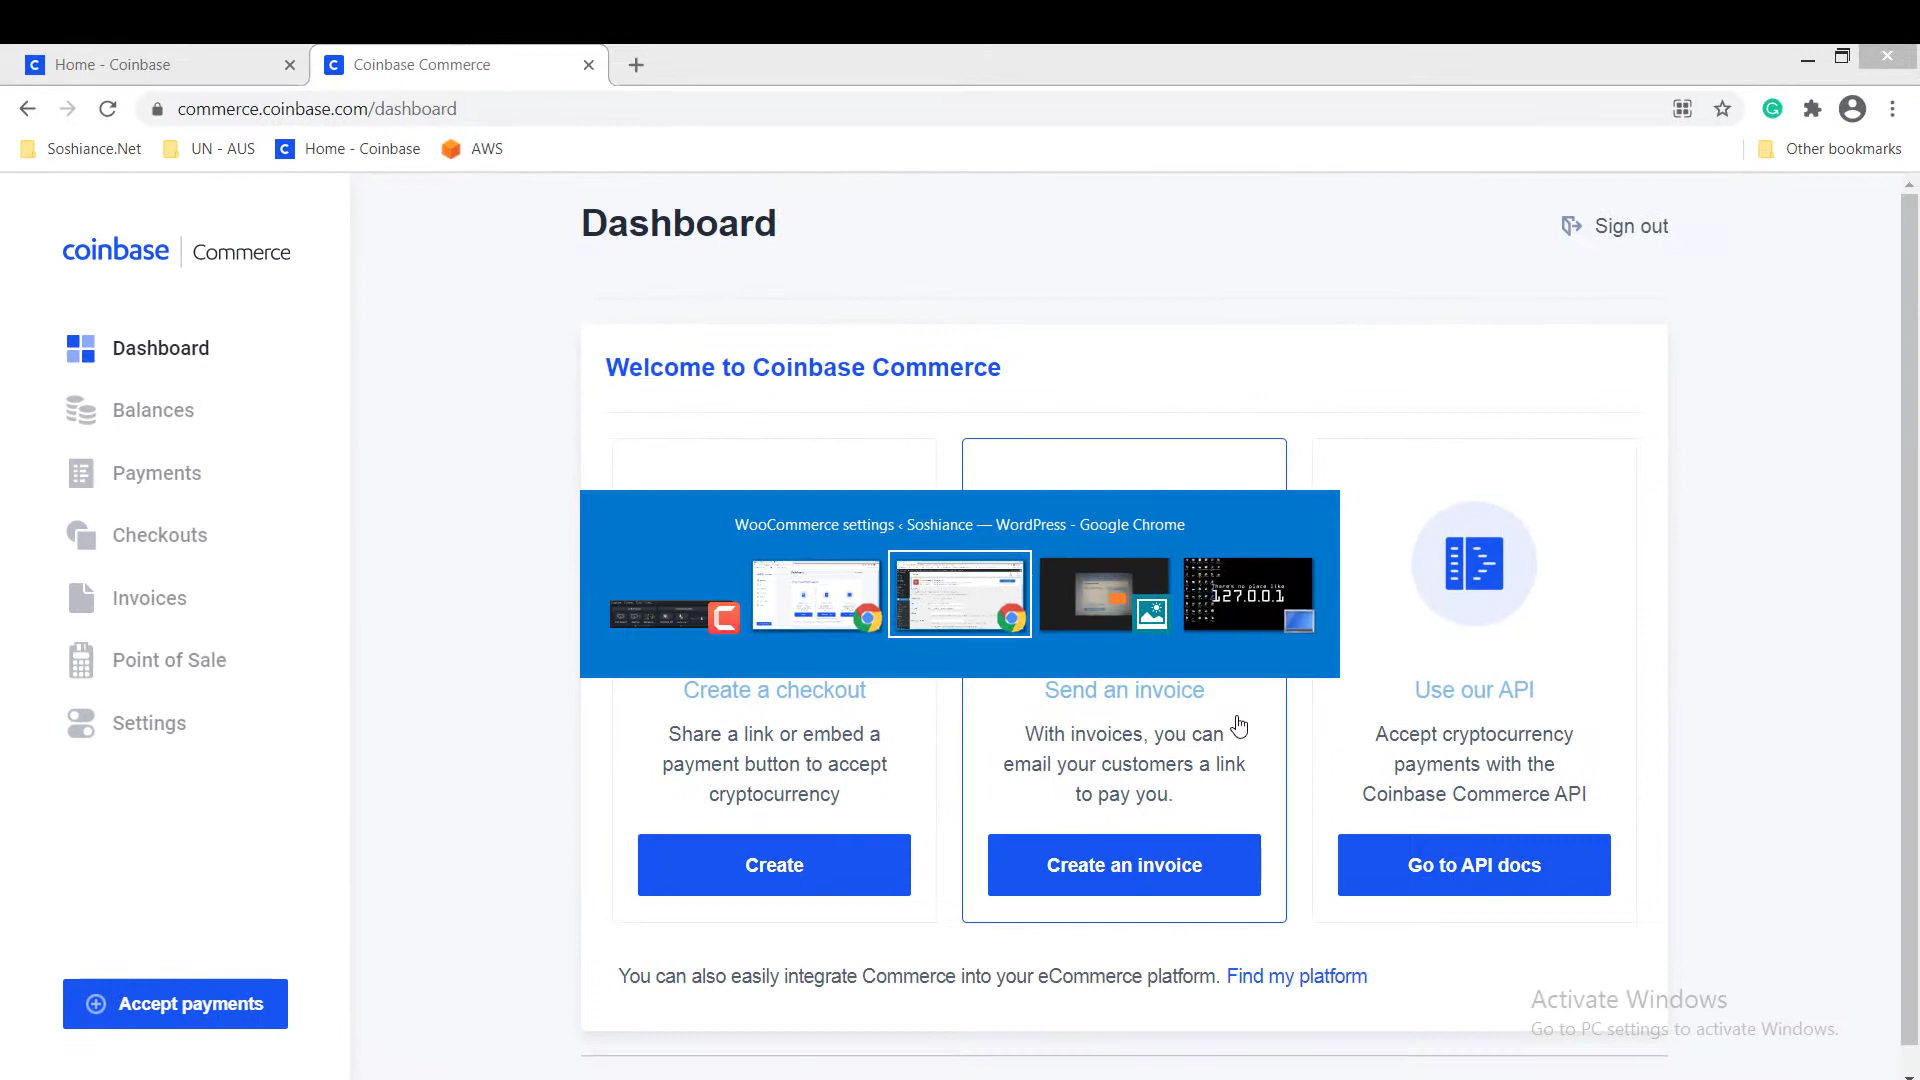 Home - Coinbase
Coinbase Commerce
commerce.coinbase.com/dashboard
Soshiance.Net
UN - AUS
Home - Coinbase
AWS
Other bookmarks
coinbase | Commerce
Dashboard
Sign out
Dashboard
Balances
Payments
Checkouts
Invoices
Point of Sale
Settings
Accept payments
Welcome to Coinbase Commerce
WooCommerce settings ‹ Soshiance — WordPress - Google Chrome
There's no place like
127.0.0.1
Create a checkout
Share a link or embed a
payment button to accept
cryptocurrency
Create
Send an invoice
With invoices, you can
email your customers a link
to pay you.
Create an invoice
Use our API
Accept cryptocurrency
payments with the
Coinbase Commerce API
Go to API docs
You can also easily integrate Commerce into your eCommerce platform. Find my platform
Activate Windows
Go to PC settings to activate Windows.